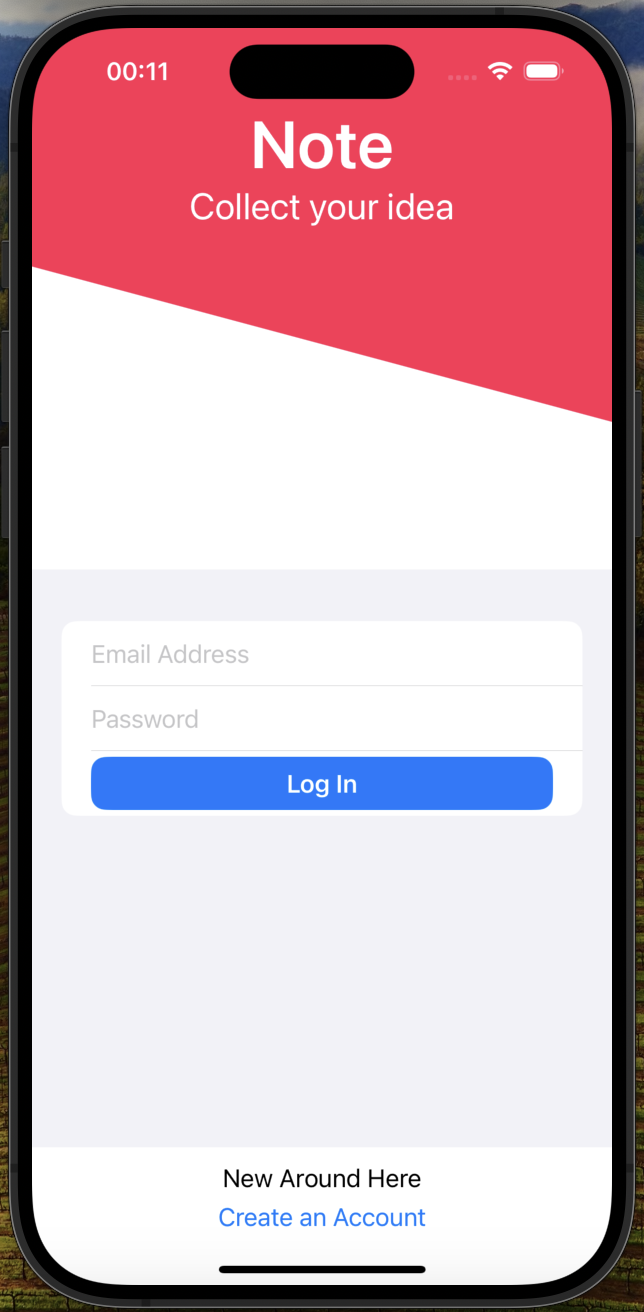 00:11
Note
Collect your idea
Email Address
Password
Log In
New Around Here
Create an Account